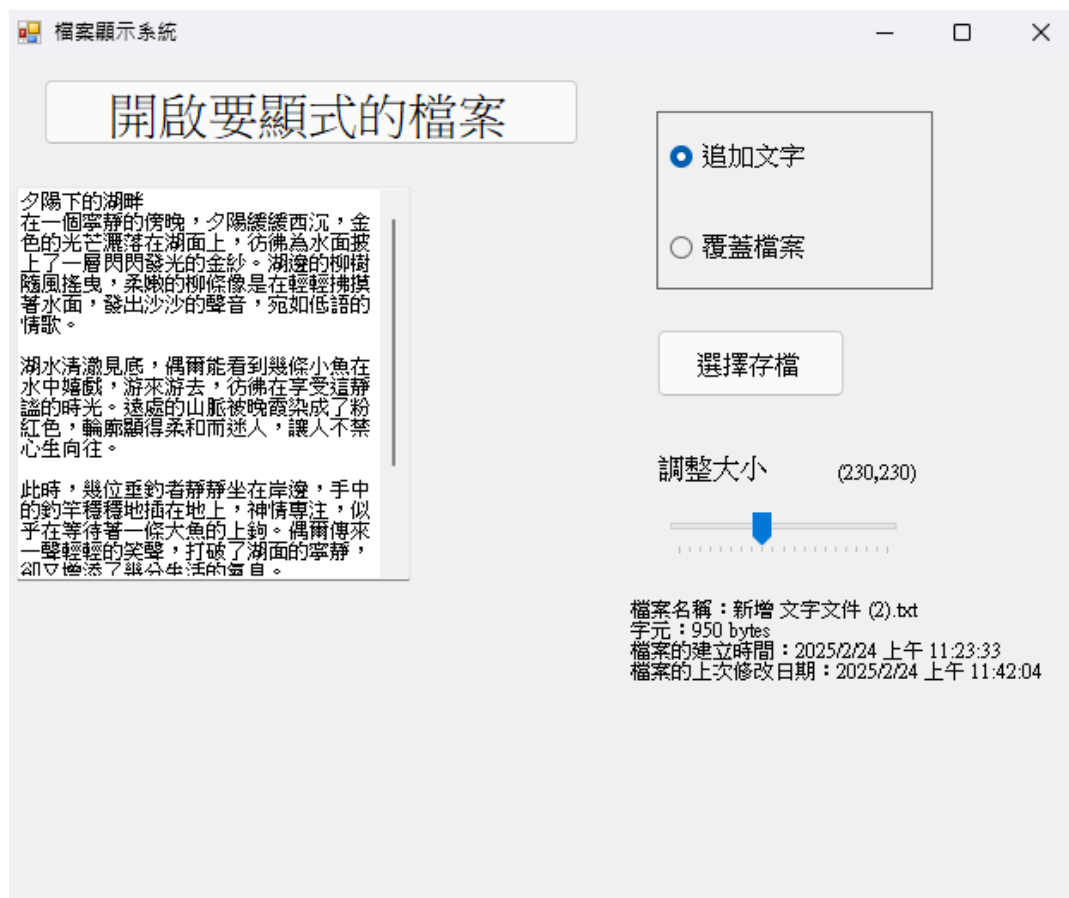 檔案顯示系統
開啟要顯式的檔案
夕陽下的湖畔
在一個寧靜的傍晚，夕陽緩緩西沉，金
色的光芒灑落在湖面上，彷彿為水面披
上了一層閃閃發光的金紗。湖邊的柳樹
隨風搖曳，柔嫩的柳條像是在輕輕拂摸
著水面，發出沙沙的聲音，宛如低語的
情歌。
湖水清澈見底，偶爾能看到幾條小魚在
水中嬉戲，游來游去，彷彿在享受這靜
謐的時光。遠處的山脈被晚霞染成了粉
紅色，輪廓顯得柔和而迷人，讓人不禁
心生向往。
此時，幾位垂釣者靜靜坐在岸邊，手中
的釣竿穩穩地插在地上，神情專注，似
乎在等待著一條大魚的上鉤。偶爾傳來
一聲輕輕的笑聲，打破了湖面的寧靜，
卻又增添了幾分生活的氣息。
追加文字
覆蓋檔案
選擇存檔
調整大小 (230,230)
檔案名稱：新增 文字文件 (2).txt
字元：950 bytes
檔案的建立時間：2025/2/24 上午 11:23:33
檔案的上次修改日期：2025/2/24 上午 11:42:04